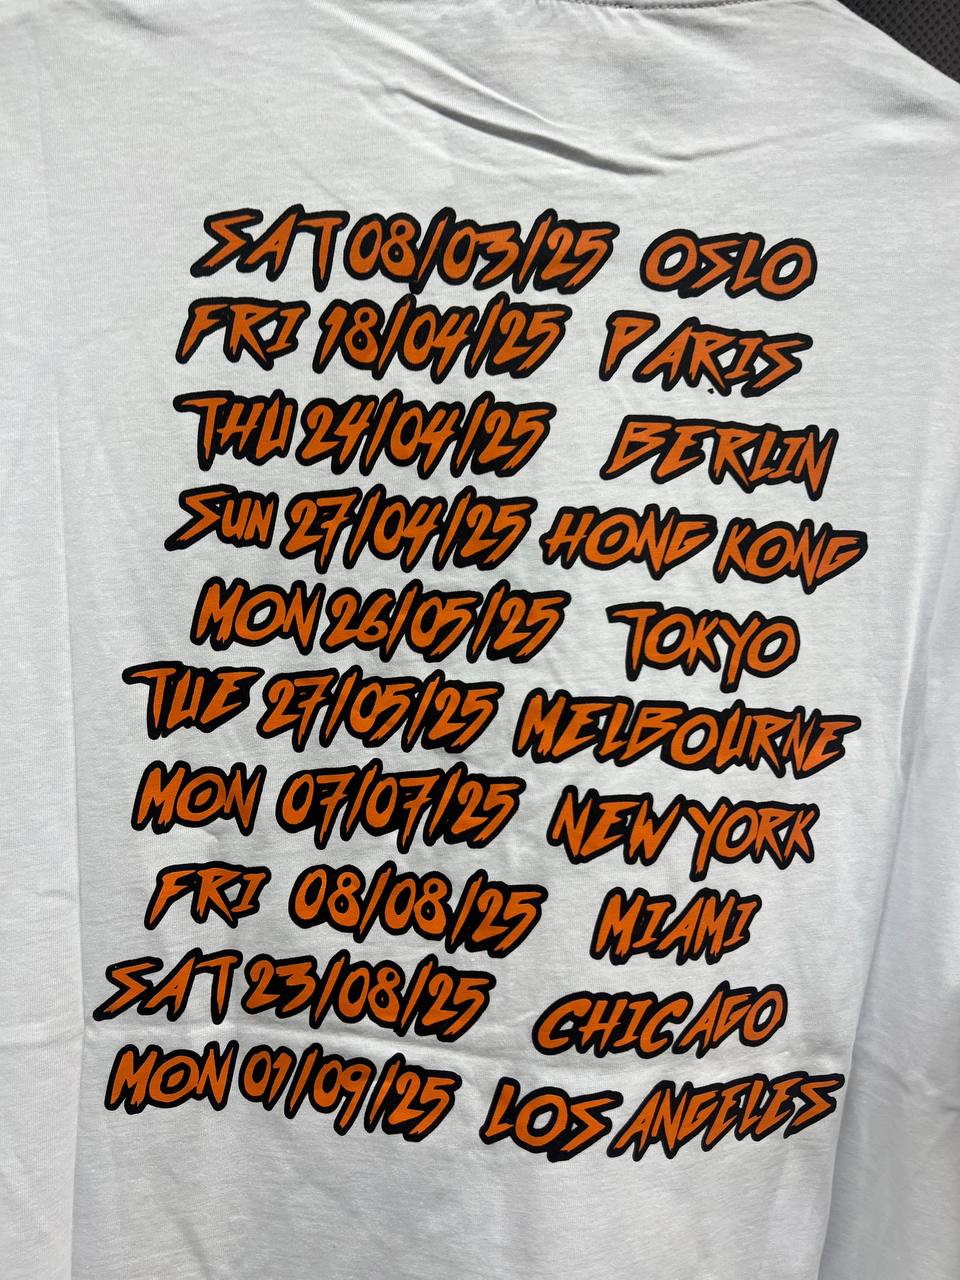 SAT 08/03/25 OSLO
FRI 18/04/25 PARIS
THU 24/04/25 BERLIN
SUN 27/04/25 HONG KONG
MON 26/05/25 TOKYO
TUE 27/05/25 MELBOURNE
MON 07/07/25 NEW YORK
FRI 08/08/25 MIAMI
SAT 23/08/25 CHICAGO
MON 01/09/25 LOS ANGELES